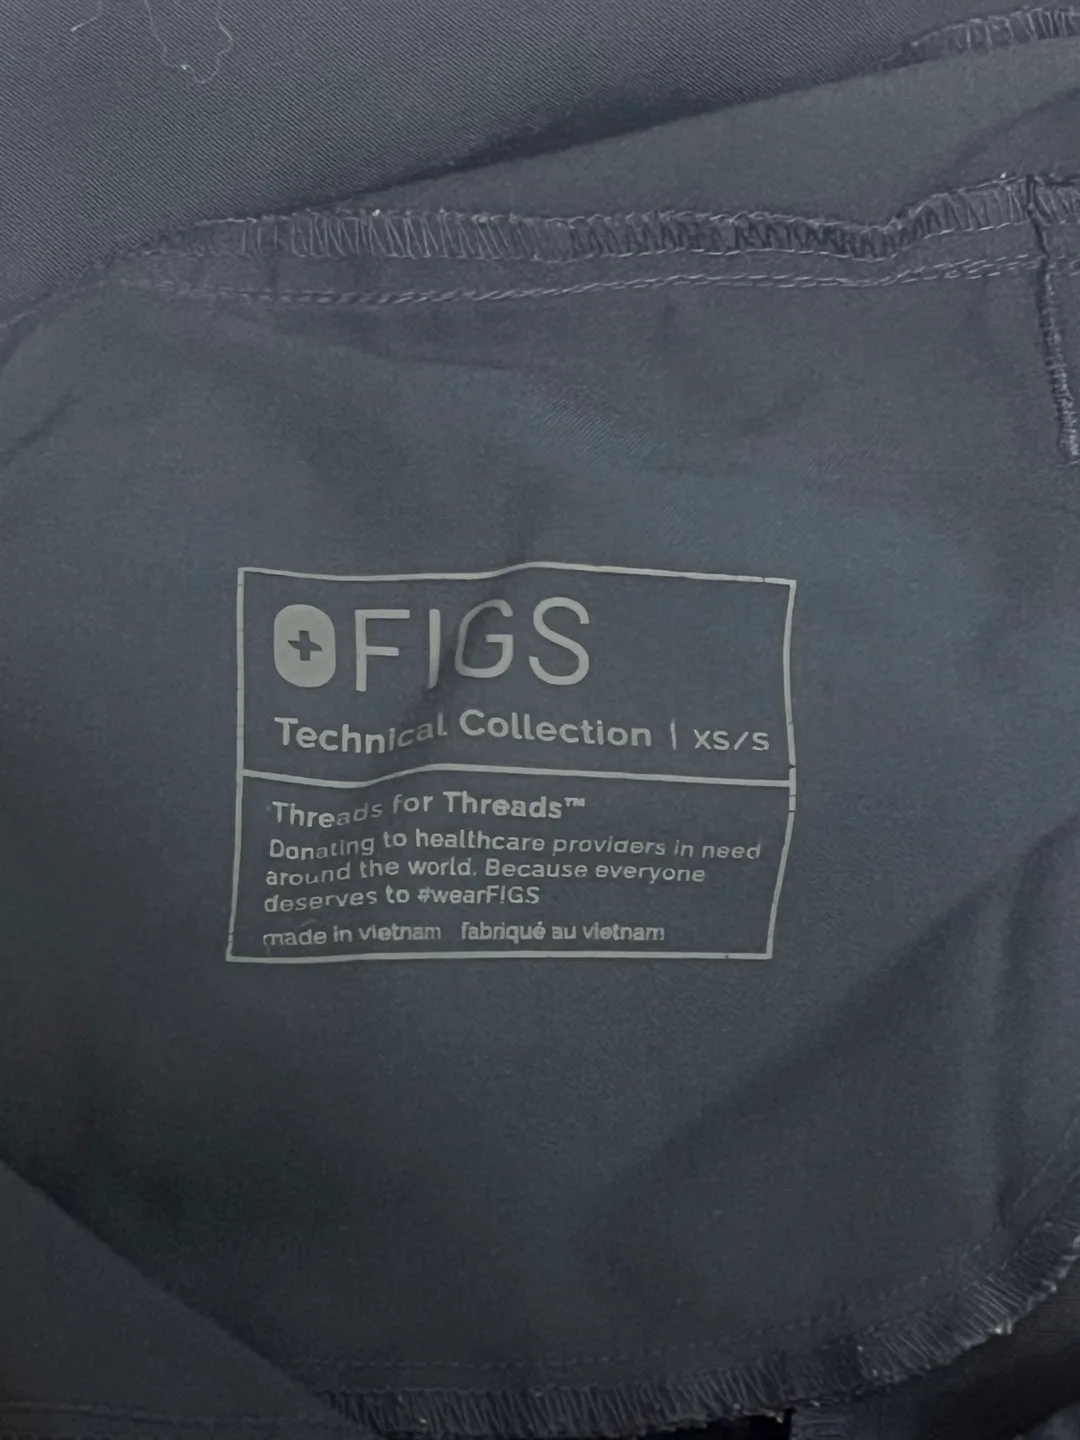 FIGS
Technical Collection | XS/S
Threads for Threads™
Donating to healthcare providers in need
around the world. Because everyone
deserves to #wearFIGS
made in vietnam fabriqué au vietnam